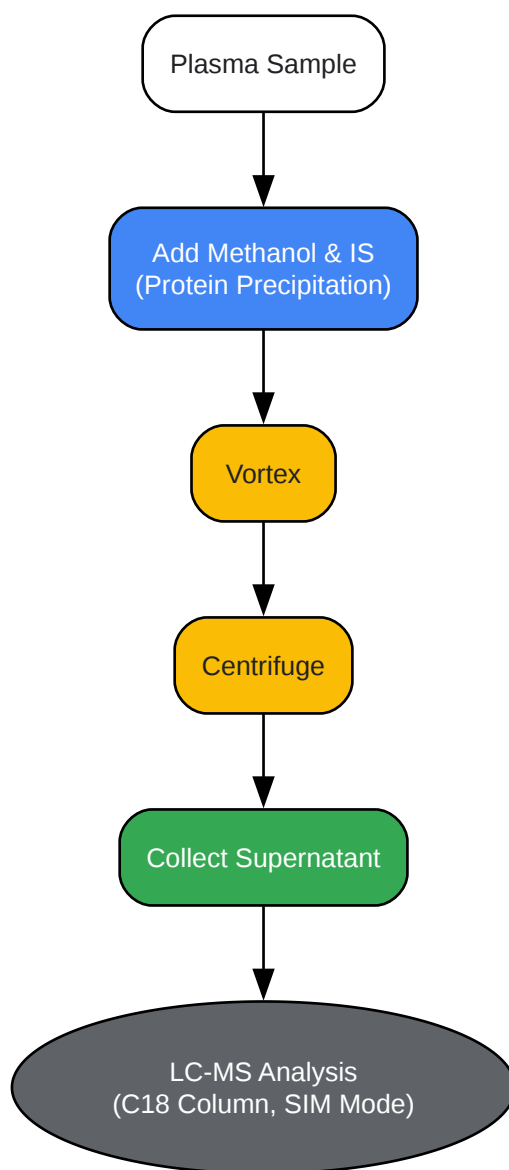 Plasma Sample
Add Methanol & IS
(Protein Precipitation)
Vortex
Centrifuge
Collect Supernatant
LC-MS Analysis
(C18 Column, SIM Mode)